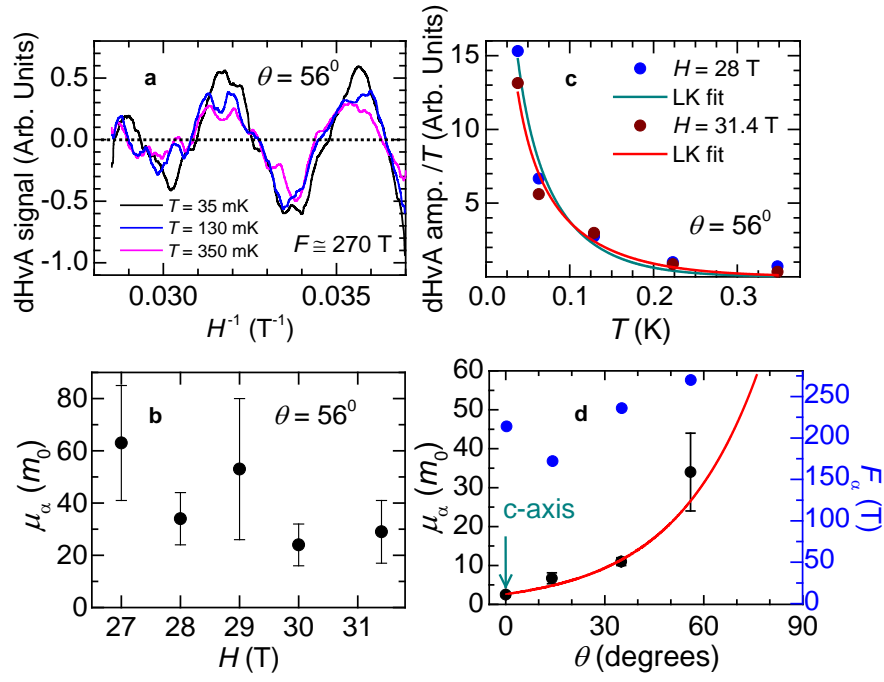 a
θ = 56⁰
dHvA signal (Arb. Units)
0.5
0.0
-0.5
-1.0
T = 35 mK
T = 130 mK
T = 350 mK
F ≅ 270 T
0.030 0.035
H⁻¹ (T⁻¹)
c
H = 28 T
LK fit
H = 31.4 T
LK fit
θ = 56⁰
dHvA amp. /T (Arb. Units)
15
10
5
0.0 0.1 0.2 0.3
T (K)
b
θ = 56⁰
μα (m₀)
80
60
40
20
0
27 28 29 30 31
H (T)
d
c-axis
μα (m₀)
60
50
40
30
20
10
0
0 30 60 90
θ (degrees)
250
200
150
100
50
0
Fα (T)